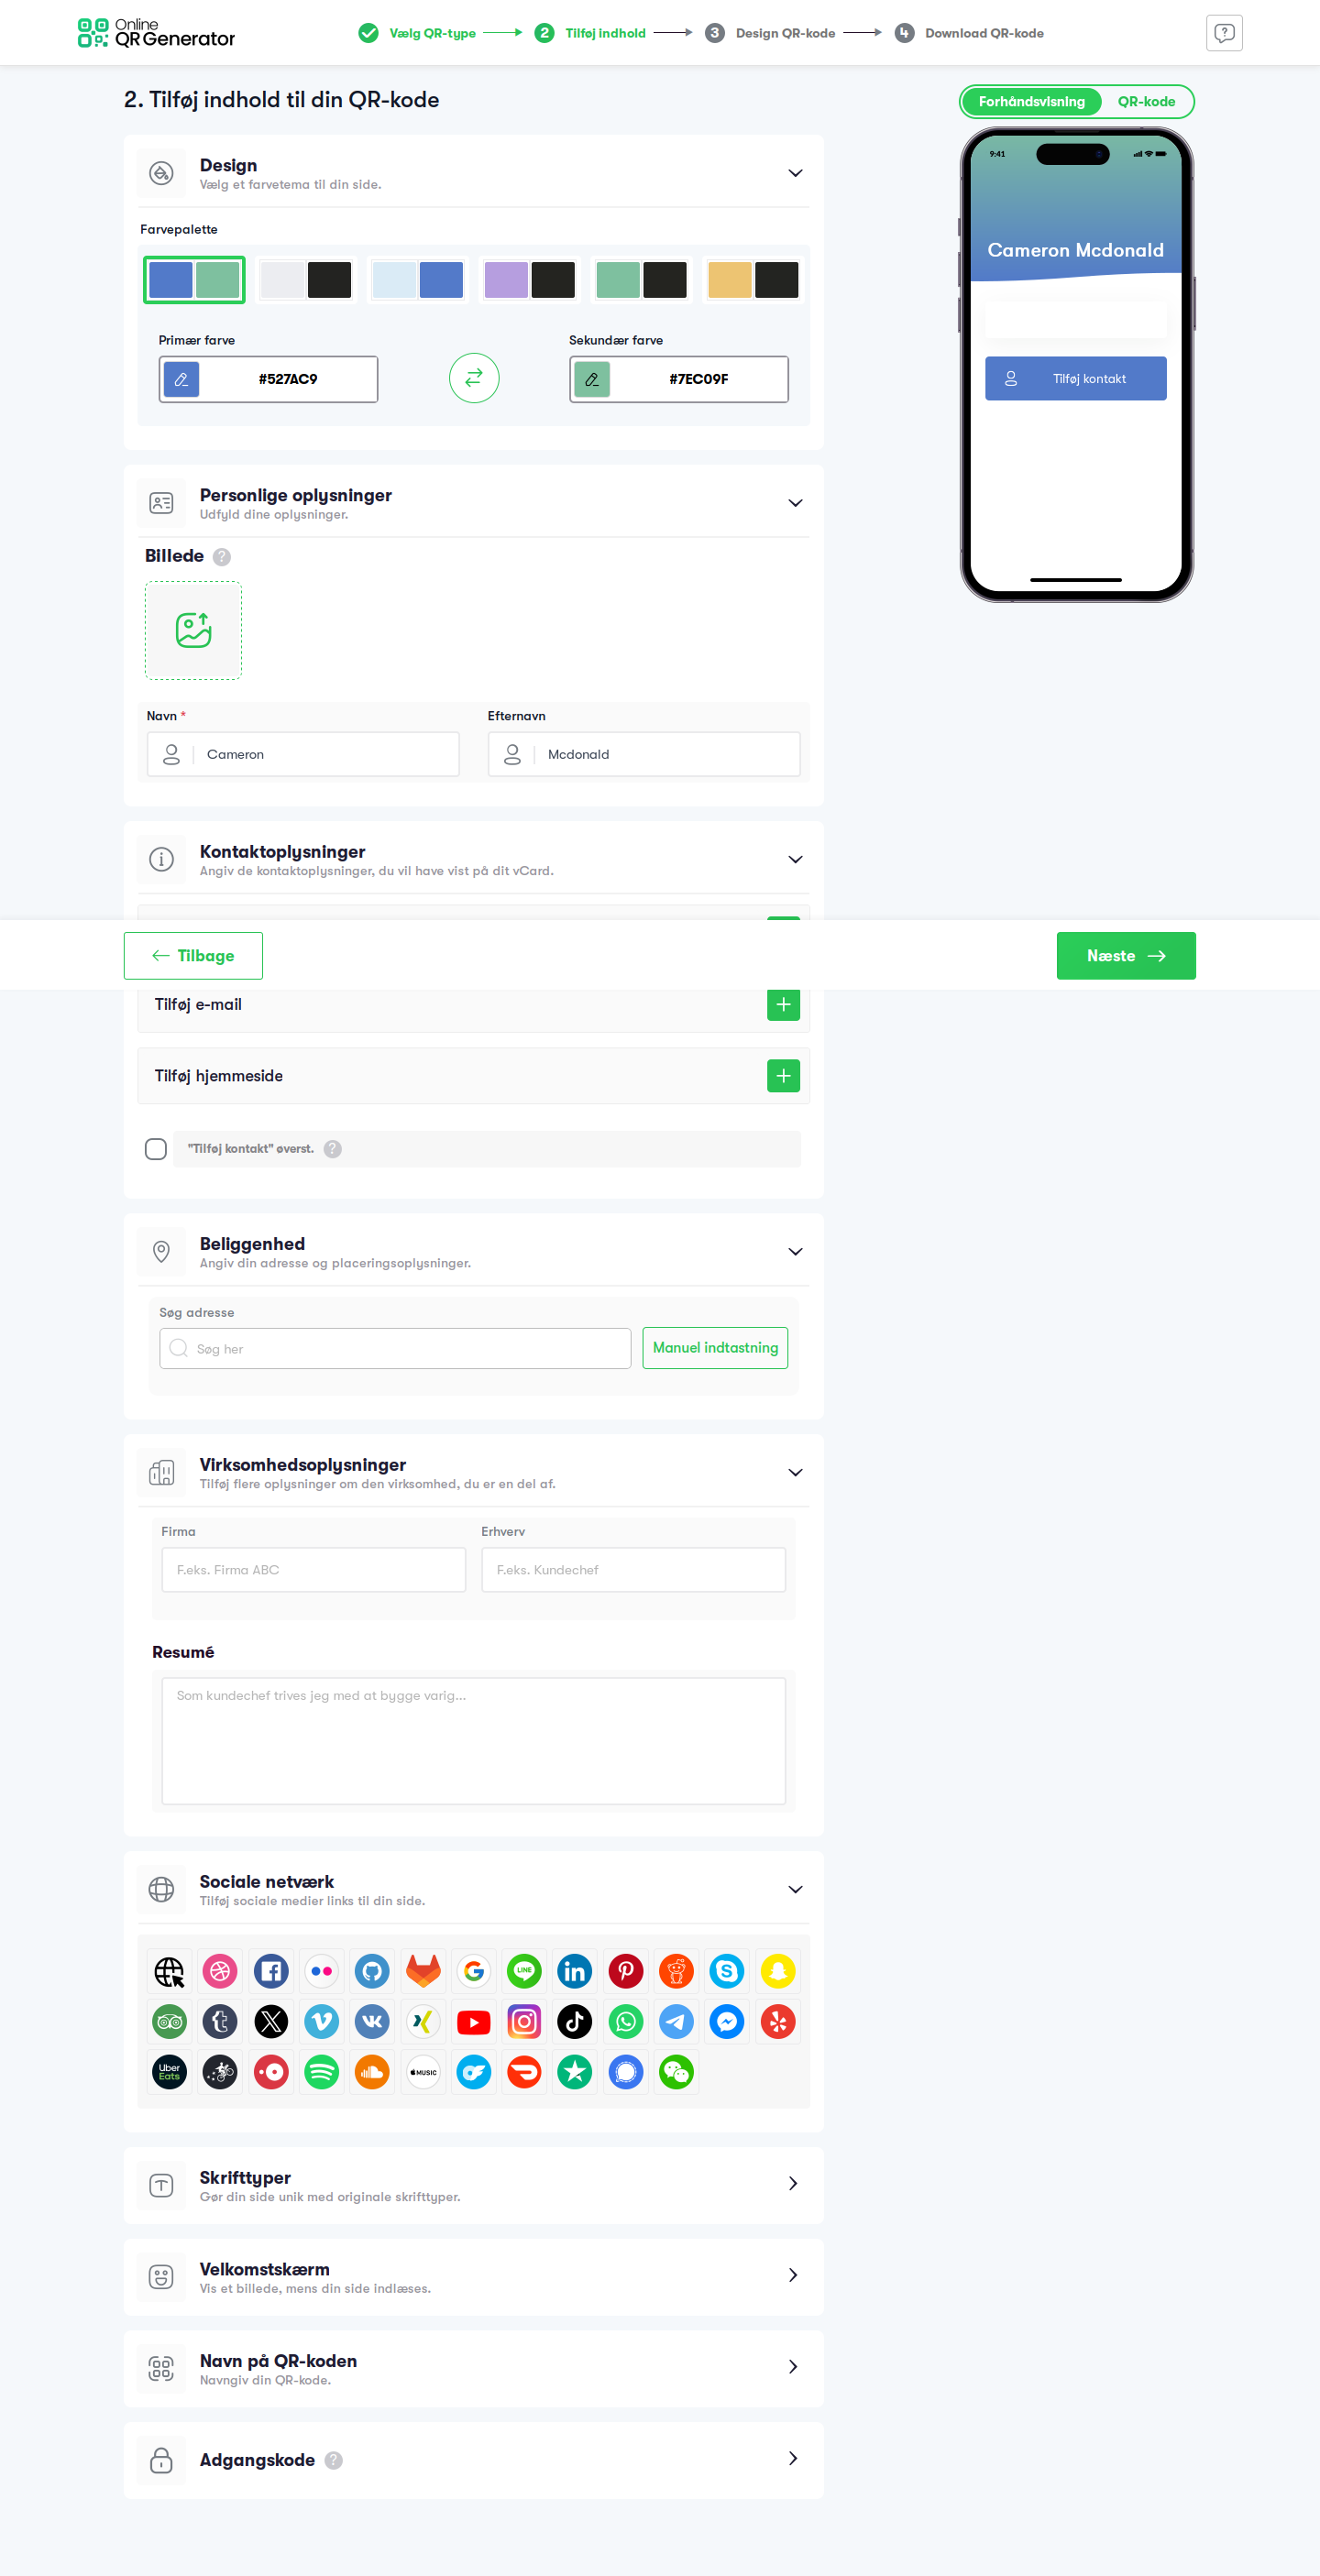 Online
QR Generator
Vælg QR-type
2
Tilføj indhold
3
Design QR-kode
4
Download QR-kode
2. Tilføj indhold til din QR-kode
Forhåndsvisning
QR-kode
9:41
Cameron Mcdonald
Tilføj kontakt
Design
Vælg et farvetema til din side.
Farvepalette
Primær farve
Sekundær farve
#527AC9
#7EC09F
Personlige oplysninger
Udfyld dine oplysninger.
Billede ?
Navn *
Efternavn
Cameron
Mcdonald
Kontaktoplysninger
Angiv de kontaktoplysninger, du vil have vist på dit vCard.
Tilbage
Næste
Tilføj e-mail
Tilføj hjemmeside
"Tilføj kontakt" øverst. ?
Beliggenhed
Angiv din adresse og placeringsoplysninger.
Søg adresse
Søg her
Manuel indtastning
Virksomhedsoplysninger
Tilføj flere oplysninger om den virksomhed, du er en del af.
Firma
Erhverv
F.eks. Firma ABC
F.eks. Kundechef
Resumé
Som kundechef trives jeg med at bygge varig...
Sociale netværk
Tilføj sociale medier links til din side.
LINE
Uber
Eats
MUSIC
Skrifttyper
Gør din side unik med originale skrifttyper.
Velkomstskærm
Vis et billede, mens din side indlæses.
Navn på QR-koden
Navngiv din QR-kode.
Adgangskode ?